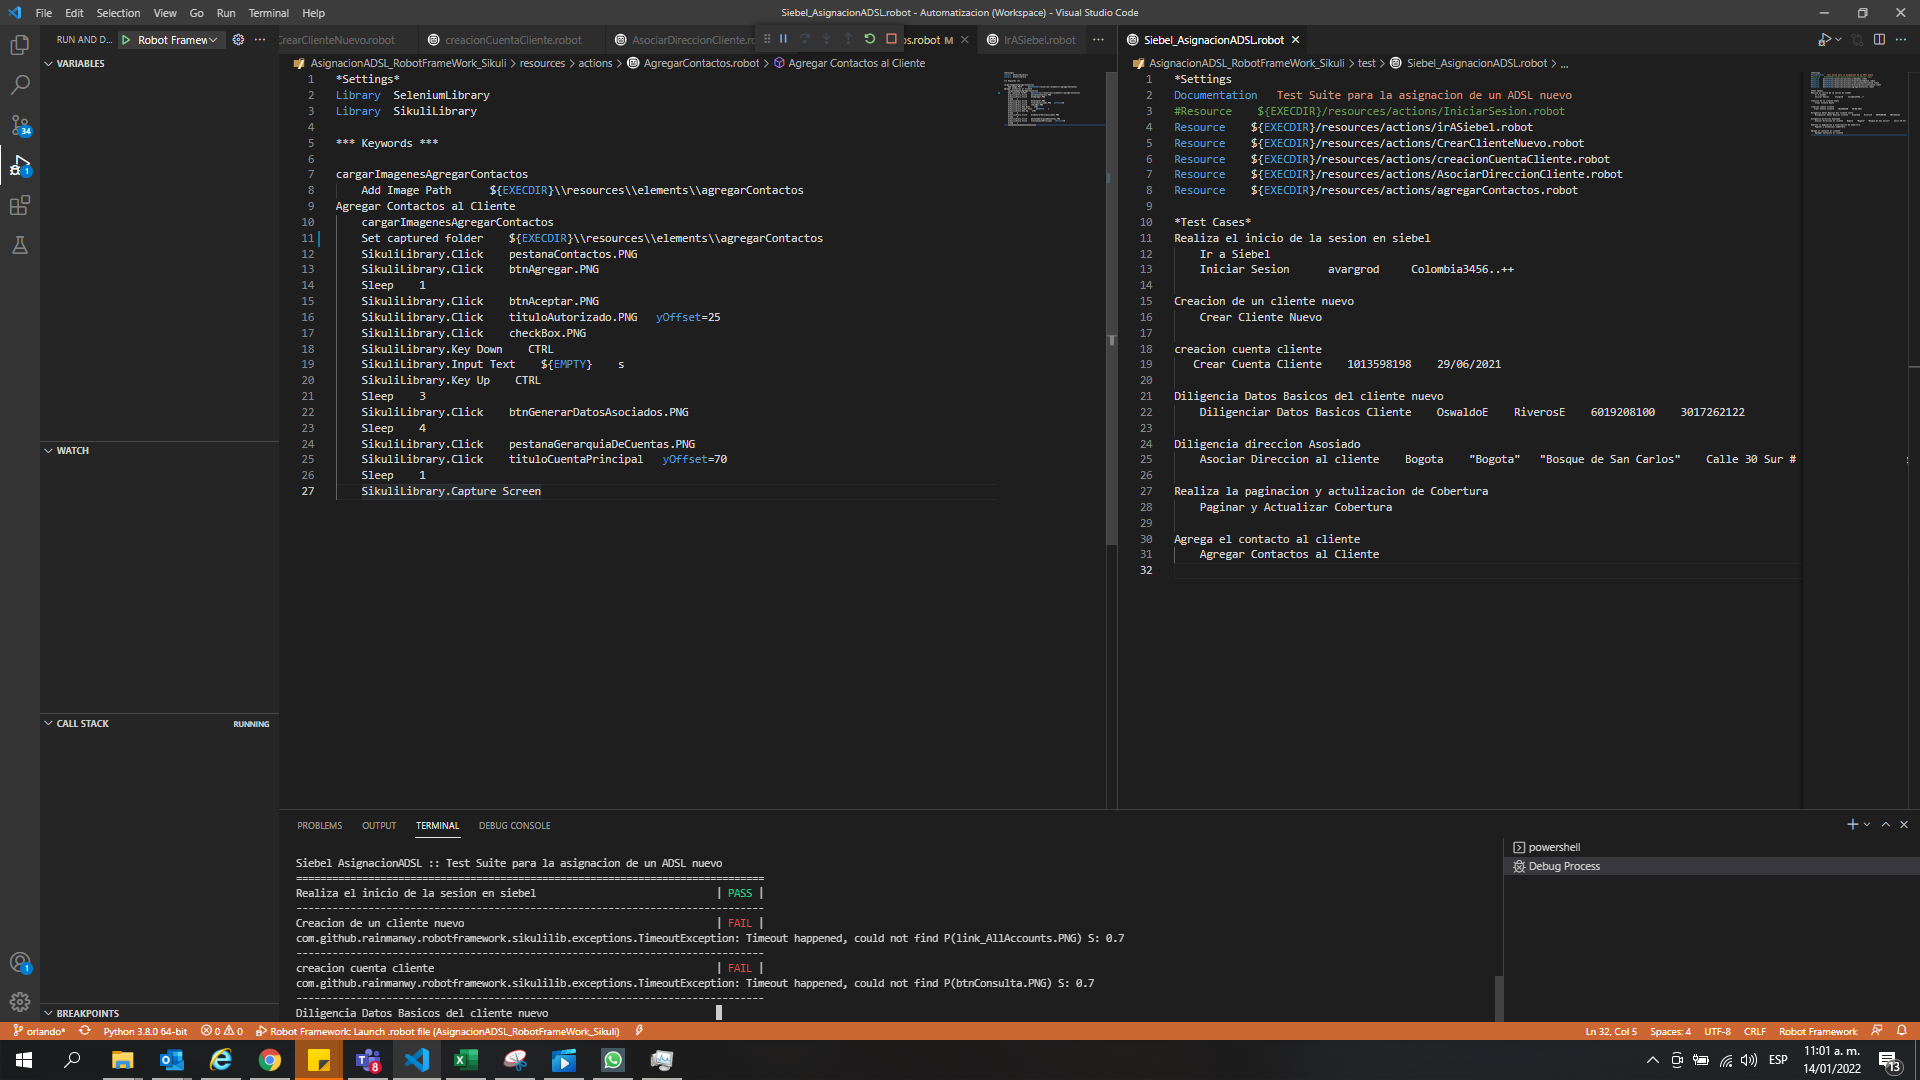 File Edit Selection View Go Run Terminal Help
Siebel_AsignacionADSL.robot - Automatizacion (Workspace) - Visual Studio Code
RUN AND D... Robot Framew
CrearClienteNuevo.robot creacionCuentaCliente.robot AsociarDireccionCliente.rc os.robot M IrASiebel.robot
Siebel_AsignacionADSL.robot
VARIABLES
WATCH
CALL STACK RUNNING
BREAKPOINTS
34
1
1
AsignacionADSL_RobotFrameWork_Sikuli > resources > actions > AgregarContactos.robot > Agregar Contactos al Cliente
1 *Settings*
2 Library SeleniumLibrary
3 Library SikuliLibrary
4
5 *** Keywords ***
6
7 cargarImagenesAgregarContactos
8 Add Image Path ${EXECDIR}\\resources\\elements\\agregarContactos
9 Agregar Contactos al Cliente
10 cargarImagenesAgregarContactos
11 Set captured folder ${EXECDIR}\\resources\\elements\\agregarContactos
12 SikuliLibrary.Click pestanaContactos.PNG
13 SikuliLibrary.Click btnAgregar.PNG
14 Sleep 1
15 SikuliLibrary.Click btnAceptar.PNG
16 SikuliLibrary.Click tituloAutorizado.PNG yOffset=25
17 SikuliLibrary.Click checkBox.PNG
18 SikuliLibrary.Key Down CTRL
19 SikuliLibrary.Input Text ${EMPTY} s
20 SikuliLibrary.Key Up CTRL
21 Sleep 3
22 SikuliLibrary.Click btnGenerarDatosAsociados.PNG
23 Sleep 4
24 SikuliLibrary.Click pestanaGerarquiaDeCuentas.PNG
25 SikuliLibrary.Click tituloCuentaPrincipal yOffset=70
26 Sleep 1
27 SikuliLibrary.Capture Screen
AsignacionADSL_RobotFrameWork_Sikuli > test > Siebel_AsignacionADSL.robot > ...
1 *Settings
2 Documentation Test Suite para la asignacion de un ADSL nuevo
3 #Resource ${EXECDIR}/resources/actions/IniciarSesion.robot
4 Resource ${EXECDIR}/resources/actions/irASiebel.robot
5 Resource ${EXECDIR}/resources/actions/CrearClienteNuevo.robot
6 Resource ${EXECDIR}/resources/actions/creacionCuentaCliente.robot
7 Resource ${EXECDIR}/resources/actions/AsociarDireccionCliente.robot
8 Resource ${EXECDIR}/resources/actions/agregarContactos.robot
9
10 *Test Cases*
11 Realiza el inicio de la sesion en siebel
12 Ir a Siebel
13 Iniciar Sesion avargrod Colombia3456..++
14
15 Creacion de un cliente nuevo
16 Crear Cliente Nuevo
17
18 creacion cuenta cliente
19 Crear Cuenta Cliente 1013598198 29/06/2021
20
21 Diligencia Datos Basicos del cliente nuevo
22 Diligenciar Datos Basicos Cliente OswaldoE RiverosE 6019208100 3017262122
23
24 Diligencia direccion Asosiado
25 Asociar Direccion al cliente Bogota "Bogota" "Bosque de San Carlos" Calle 30 Sur #
26
27 Realiza la paginacion y actulizacion de Cobertura
28 Paginar y Actualizar Cobertura
29
30 Agrega el contacto al cliente
31 Agregar Contactos al Cliente
32
PROBLEMS OUTPUT TERMINAL DEBUG CONSOLE
powershell
Debug Process
Siebel AsignacionADSL :: Test Suite para la asignacion de un ADSL nuevo
==============================================================================
Realiza el inicio de la sesion en siebel | PASS |
------------------------------------------------------------------------------
Creacion de un cliente nuevo | FAIL |
com.github.rainmanwy.robotframework.sikulilib.exceptions.TimeoutException: Timeout happened, could not find P(link_AllAccounts.PNG) S: 0.7
------------------------------------------------------------------------------
creacion cuenta cliente | FAIL |
com.github.rainmanwy.robotframework.sikulilib.exceptions.TimeoutException: Timeout happened, could not find P(btnConsulta.PNG) S: 0.7
------------------------------------------------------------------------------
Diligencia Datos Basicos del cliente nuevo
orlando* Python 3.8.0 64-bit 0 0 Robot Framework: Launch .robot file (AsignacionADSL_RobotFrameWork_Sikuli)
Ln 32, Col 5 Spaces: 4 UTF-8 CRLF Robot Framework
8
ESP
11:01 a. m.
14/01/2022
13